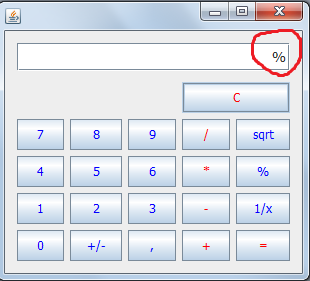 %
C
7 8 9 / sqrt
4 5 6 * %
1 2 3 - 1/x
0 +/- , + =